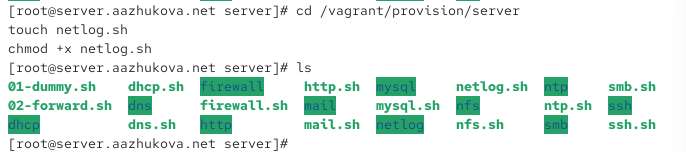 [root@server.aazhukova.net server]# cd /vagrant/provision/server
touch netlog.sh
chmod +x netlog.sh
[root@server.aazhukova.net server]# ls
01-dummy.sh    dhcp.sh  firewall     http.sh  mysql     netlog.sh  ntp     smb.sh
02-forward.sh  dns      firewall.sh  mail     mysql.sh  nfs        ntp.sh  ssh
dhcp           dns.sh   http         mail.sh  netlog    nfs.sh     smb     ssh.sh
[root@server.aazhukova.net server]#